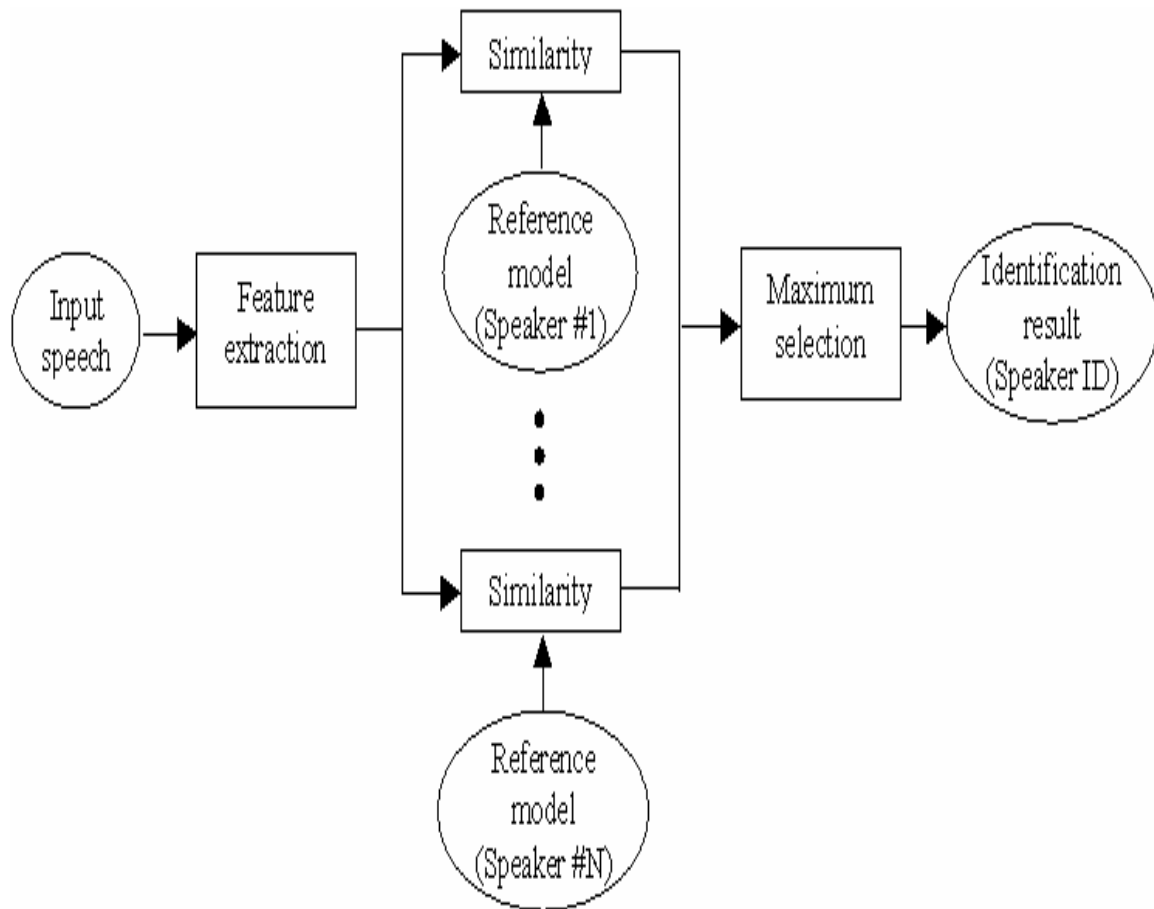 Input
speech
Feature
extraction
Similarity
Reference
model
(Speaker #1)
Similarity
Reference
model
(Speaker #N)
Maximum
selection
Identification
result
(Speaker ID)